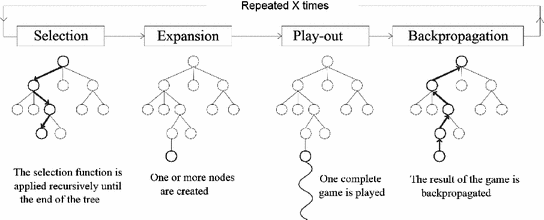 Repeated X times
Selection
Expansion
Play-out
Backpropagation
The selection function is
applied recursively until
the end of the tree
One or more nodes
are created
One complete
game is played
The result of the game is
backpropagated